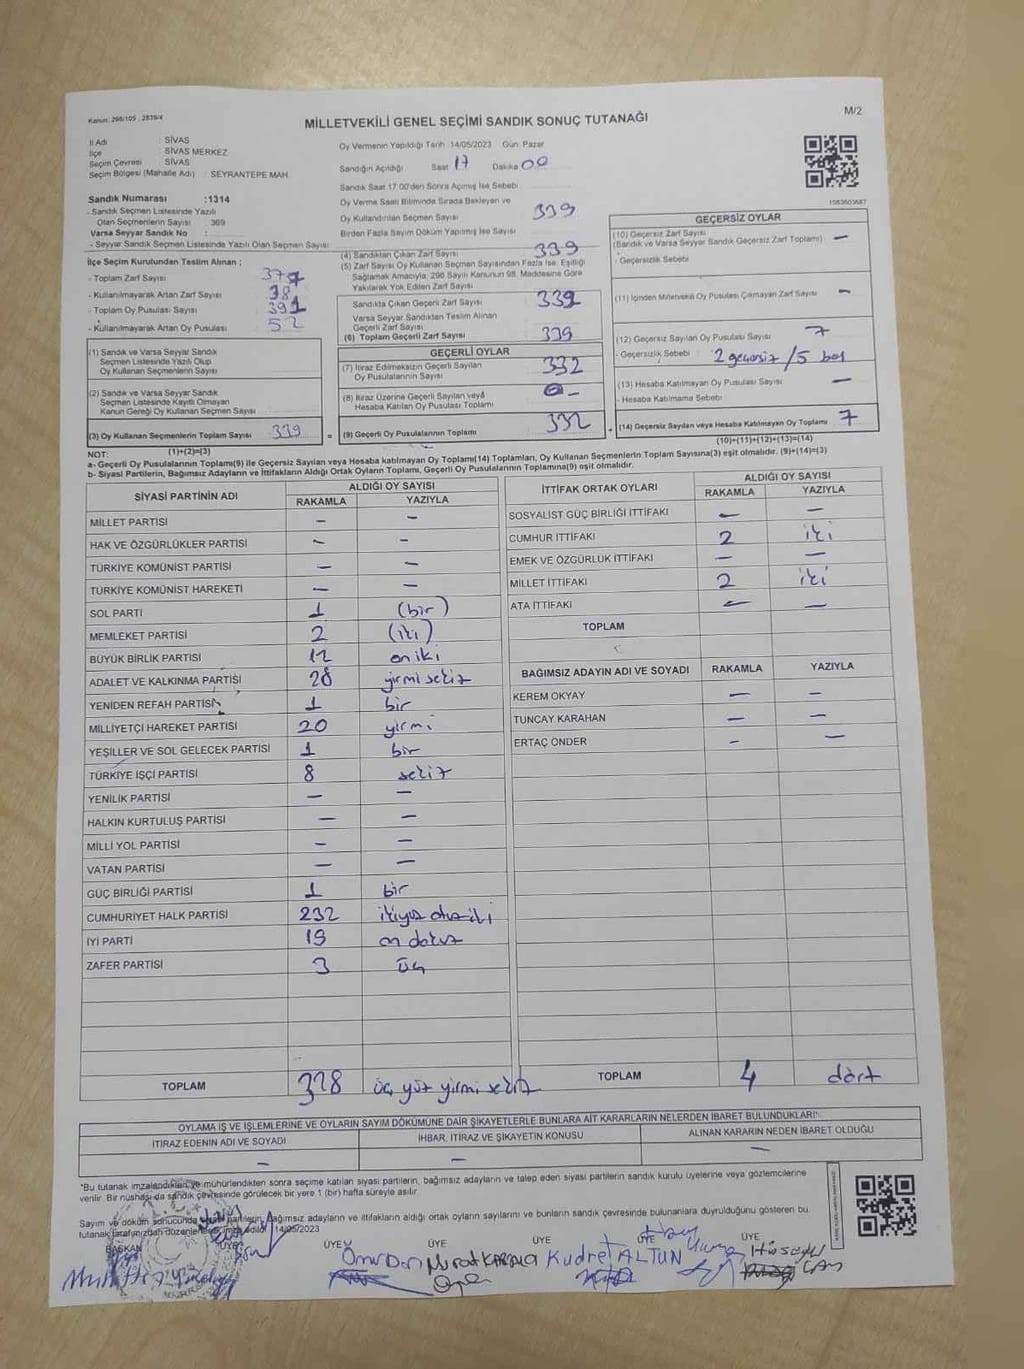 Kanun: 298/105 ; 2839/4
M/2
MİLLETVEKİLİ GENEL SEÇİMİ SANDIK SONUÇ TUTANAĞI
İl Adı : SİVAS
İlçe : SİVAS MERKEZ
Seçim Çevresi : SİVAS
Seçim Bölgesi (Mahalle Adı) : SEYRANTEPE MAH.
Sandık Numarası :1314
- Sandık Seçmen Listesinde Yazılı
Olan Seçmenlerin Sayısı : 369
Varsa Seyyar Sandık No :
- Seyyar Sandık Seçmen Listesinde Yazılı Olan Seçmen Sayısı:
İlçe Seçim Kurulundan Teslim Alınan ;
- Toplam Zarf Sayısı 377
- Kullanılmayarak Artan Zarf Sayısı 38
- Toplam Oy Pusulası Sayısı 391
- Kullanılmayarak Artan Oy Pusulası 52
(1) Sandık ve Varsa Seyyar Sandık
Seçmen Listesinde Yazılı Olup
Oy Kullanan Seçmenlerin Sayısı
(2) Sandık ve Varsa Seyyar Sandık
Seçmen Listesinde Kayıtlı Olmayan
Kanun Gereği Oy Kullanan Seçmen Sayısı
(3) Oy Kullanan Seçmenlerin Toplam Sayısı 339
(1)+(2)=(3)
Oy Vermenin Yapıldığı Tarih 14/05/2023 Gün: Pazar
Sandığın Açıldığı Saat 17 Dakika 00
Sandık Saat 17 00'den Sonra Açılmış İse Sebebi
Oy Verme Saati Bitiminde Sırada Bekleyen ve
Oy Kullandırılan Seçmen Sayısı 339
Birden Fazla Sayım Döküm Yapılmış İse Sayısı
(4) Sandıktan Çıkan Zarf Sayısı 339
(5) Zarf Sayısı Oy Kullanan Seçmen Sayısından Fazla İse, Eşitliği
Sağlamak Amacıyla; 298 Sayılı Kanunun 98. Maddesine Göre
Yakılarak Yok Edilen Zarf Sayısı
Sandıkta Çıkan Geçerli Zarf Sayısı 339
Varsa Seyyar Sandıktan Teslim Alınan
Geçerli Zarf Sayısı
(6) Toplam Geçerli Zarf Sayısı 339
GEÇERLİ OYLAR
(7) İtiraz Edilmeksizin Geçerli Sayılan
Oy Pusulalarının Sayısı 332
(8) İtiraz Üzerine Geçerli Sayılan veya
Hesaba Katılan Oy Pusulası Toplamı -
= (9) Geçerli Oy Pusulalarının Toplamı 332
1083603687
GEÇERSİZ OYLAR
(10) Geçersiz Zarf Sayısı
(Sandık ve Varsa Seyyar Sandık Geçersiz Zarf Toplamı) -
- Geçersizlik Sebebi
(11) İçinden Milletvekili Oy Pusulası Çıkmayan Zarf Sayısı -
(12) Geçersiz Sayılan Oy Pusulası Sayısı 7
- Geçersizlik Sebebi 2 geçersiz / 5 boş
(13) Hesaba Katılmayan Oy Pusulası Sayısı -
- Hesaba Katılmama Sebebi
+ (14) Geçersiz Sayılan veya Hesaba Katılmayan Oy Toplamı 7
(10)+(11)+(12)+(13)=(14)
NOT:
a- Geçerli Oy Pusulalarının Toplamı(9) ile Geçersiz Sayılan veya Hesaba katılmayan Oy Toplamı(14) Toplamları, Oy Kullanan Seçmenlerin Toplam Sayısına(3) eşit olmalıdır. (9)+(14)=(3)
b- Siyasi Partilerin, Bağımsız Adayların ve İttifakların Aldığı Ortak Oyların Toplamı, Geçerli Oy Pusulalarının Toplamına(9) eşit olmalıdır.
SİYASİ PARTİNİN ADI ALDIĞI OY SAYISI
RAKAMLA YAZIYLA
MİLLET PARTİSI - -
HAK VE ÖZGÜRLÜKLER PARTİSİ - -
TÜRKİYE KOMÜNİST PARTİSİ - -
TÜRKİYE KOMÜNİST HAREKETİ - -
SOL PARTİ 1 (bir)
MEMLEKET PARTİSİ 2 (iki)
BÜYÜK BİRLİK PARTİSİ 12 oniki
ADALET VE KALKINMA PARTİSİ 28 yirmi sekiz
YENİDEN REFAH PARTİSİ 1 bir
MİLLİYETÇİ HAREKET PARTİSİ 20 yirmi
YEŞİLLER VE SOL GELECEK PARTİSİ 1 bir
TÜRKİYE İŞÇİ PARTİSİ 8 sekiz
YENİLİK PARTİSİ - -
HALKIN KURTULUŞ PARTİSİ - -
MİLLİ YOL PARTİSİ - -
VATAN PARTİSİ - -
GÜÇ BİRLİĞİ PARTİSİ 1 bir
CUMHURİYET HALK PARTİSİ 232 ikiyüz otuz iki
İYİ PARTİ 19 on dokuz
ZAFER PARTİSİ 3 üç
TOPLAM 328 üç yüz yirmi sekiz
İTTİFAK ORTAK OYLARI ALDIĞI OY SAYISI
RAKAMLA YAZIYLA
SOSYALİST GÜÇ BİRLİĞİ İTTİFAKI - -
CUMHUR İTTİFAKI 2 iki
EMEK VE ÖZGÜRLÜK İTTİFAKI - -
MİLLET İTTİFAKI 2 iki
ATA İTTİFAKI - -
TOPLAM
BAĞIMSIZ ADAYIN ADI VE SOYADI RAKAMLA YAZIYLA
KEREM OKYAY - -
TUNCAY KARAHAN - -
ERTAÇ ÖNDER - -
TOPLAM 4 dört
OYLAMA İŞ VE İŞLEMLERİNE VE OYLARIN SAYIM DÖKÜMÜNE DAİR ŞİKAYETLERLE BUNLARA AİT KARARLARIN NELERDEN İBARET BULUNDUKLARI
İTİRAZ EDENİN ADI VE SOYADI İHBAR, İTİRAZ VE ŞİKAYETİN KONUSU ALINAN KARARIN NEDEN İBARET OLDUĞU
- - -
"Bu tutanak imzalandıktan ve mühürlendikten sonra seçime katılan siyasi partilerin, bağımsız adayların ve talep eden siyasi partilerin sandık kurulu üyelerine veya gözlemcilerine
verilir. Bir nüshası da sandık çevresinde görülecek bir yere 1 (bir) hafta süreyle asılır.
Sayım ve döküm sonucunda siyasi partilerin, bağımsız adayların ve ittifakların aldığı ortak oyların sayılarını ve bunların sandık çevresinde bulunanlara duyrulduğunu gösteren bu
tutanak tarafınızdan düzenlenerek imza edildi. 14/05/2023
BAŞKAN ÜYE ÜYE ÜYE ÜYE ÜYE
Murat KARACA Kudret ALTUN Hüseyin CAN